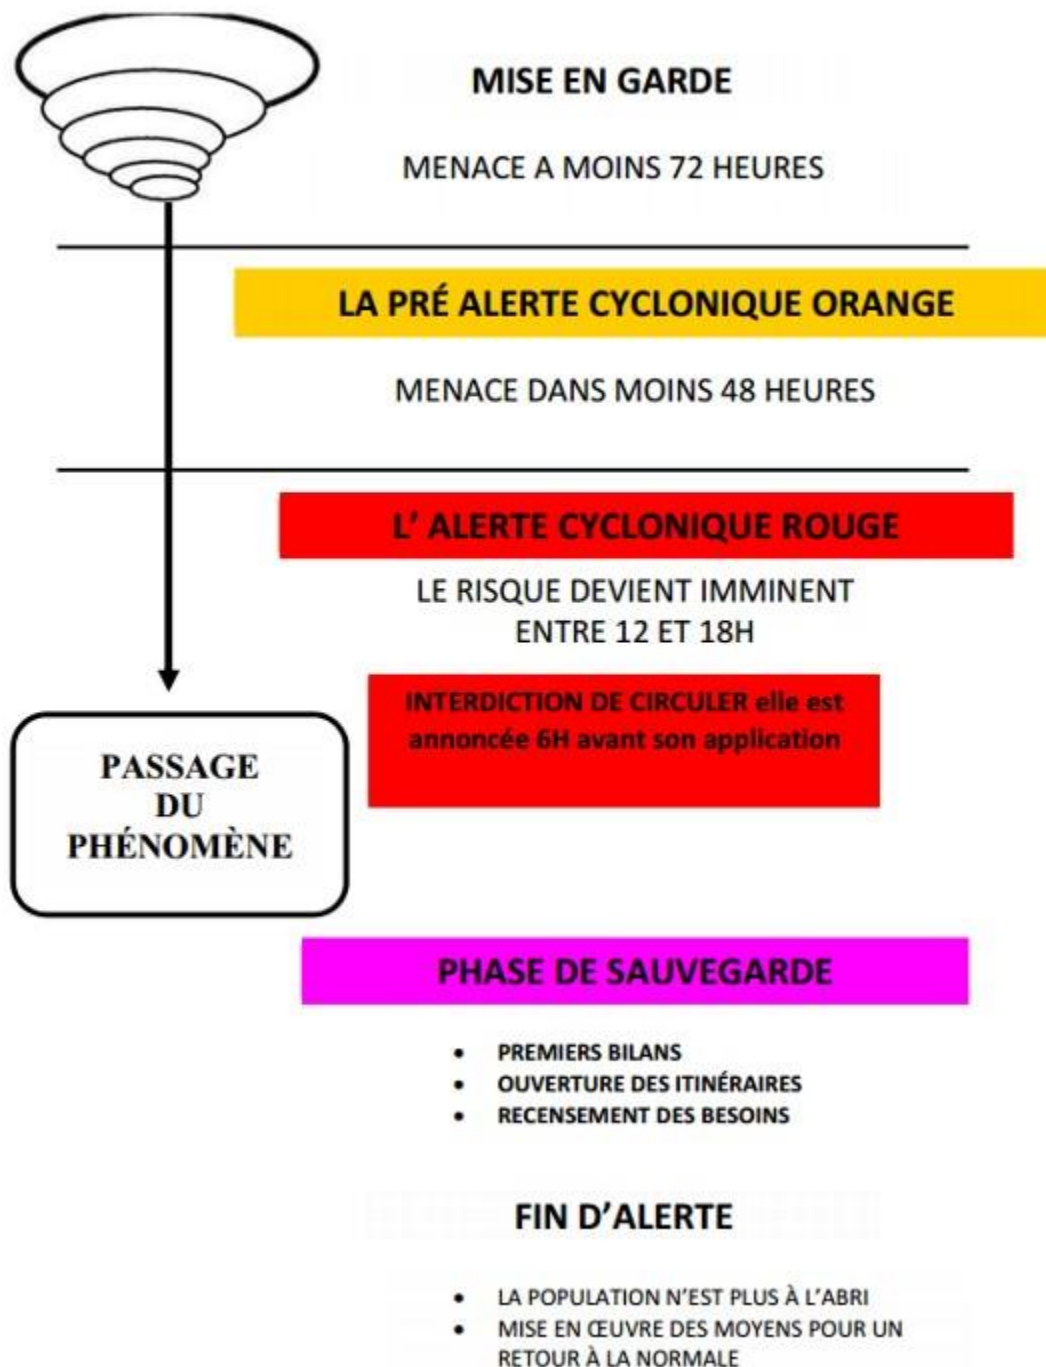 MISE EN GARDE
MENACE A MOINS 72 HEURES
LA PRÉ ALERTE CYCLONIQUE ORANGE
MENACE DANS MOINS 48 HEURES
L' ALERTE CYCLONIQUE ROUGE
LE RISQUE DEVIENT IMMINENT
ENTRE 12 ET 18H
INTERDICTION DE CIRCULER elle est
annoncée 6H avant son application
PASSAGE
DU
PHÉNOMÈNE
PHASE DE SAUVEGARDE
• PREMIERS BILANS
• OUVERTURE DES ITINÉRAIRES
• RECENSEMENT DES BESOINS
FIN D'ALERTE
• LA POPULATION N'EST PLUS À L'ABRI
• MISE EN ŒUVRE DES MOYENS POUR UN
RETOUR À LA NORMALE